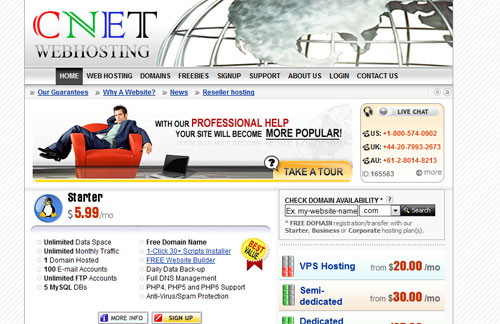 CNET
WEBHOSTING
HOME WEB HOSTING DOMAINS FREEBIES SIGNUP SUPPORT ABOUT US LOGIN CONTACT US
» Our Guarantees » Why A Website? » News » Reseller hosting
WITH OUR PROFESSIONAL HELP
YOUR SITE WILL BECOME MORE POPULAR!
? TAKE A TOUR
LIVE CHAT
US: +1-800-574-0902
UK: +44-20-7993-2673
AU: +61-2-8014-8213
ID:165563 more
Starter
$ 5.99/mo
Unlimited Data Space
Unlimited Monthly Traffic
1 Domain Hosted
100 E-mail Accounts
Unlimited FTP Accounts
5 MySQL DBs
Free Domain Name
1-Click 30+ Scripts Installer
FREE Website Builder
Daily Data Back-up
Full DNS Management
PHP4, PHP5 and PHP6 Support
Anti-Virus/Spam Protection
BEST
VALUE
MORE INFO SIGN UP
CHECK DOMAIN AVAILABILITY * ?
Ex. my-website-name .com Search
* FREE DOMAIN registration/transfer with our
Starter, Business or Corporate hosting plan(s).
VPS Hosting from $20.00 /mo
Semi-
dedicated from $30.00 /mo
Dedicated